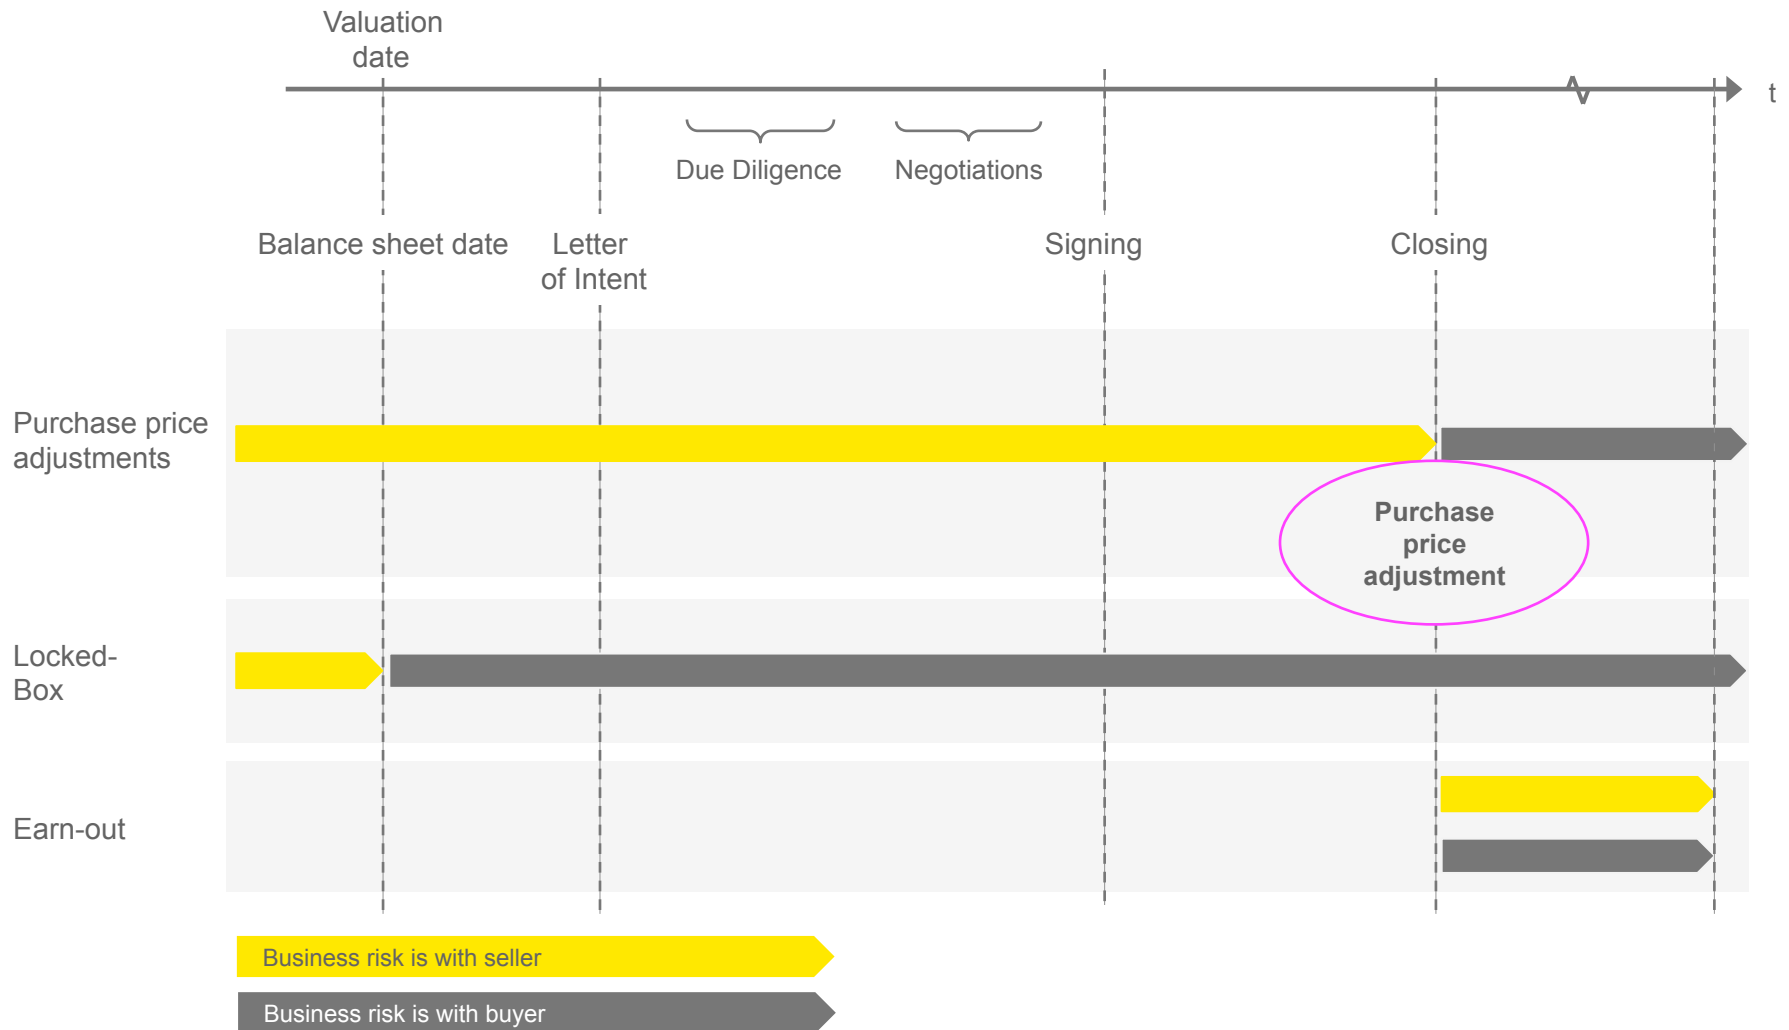 Valuation
date
t
Due Diligence
Negotiations
Balance sheet date
Letter
of Intent
Signing
Closing
Purchase price
adjustments
Purchase
price
adjustment
Locked-
Box
Earn-out
Business risk is with seller
Business risk is with buyer